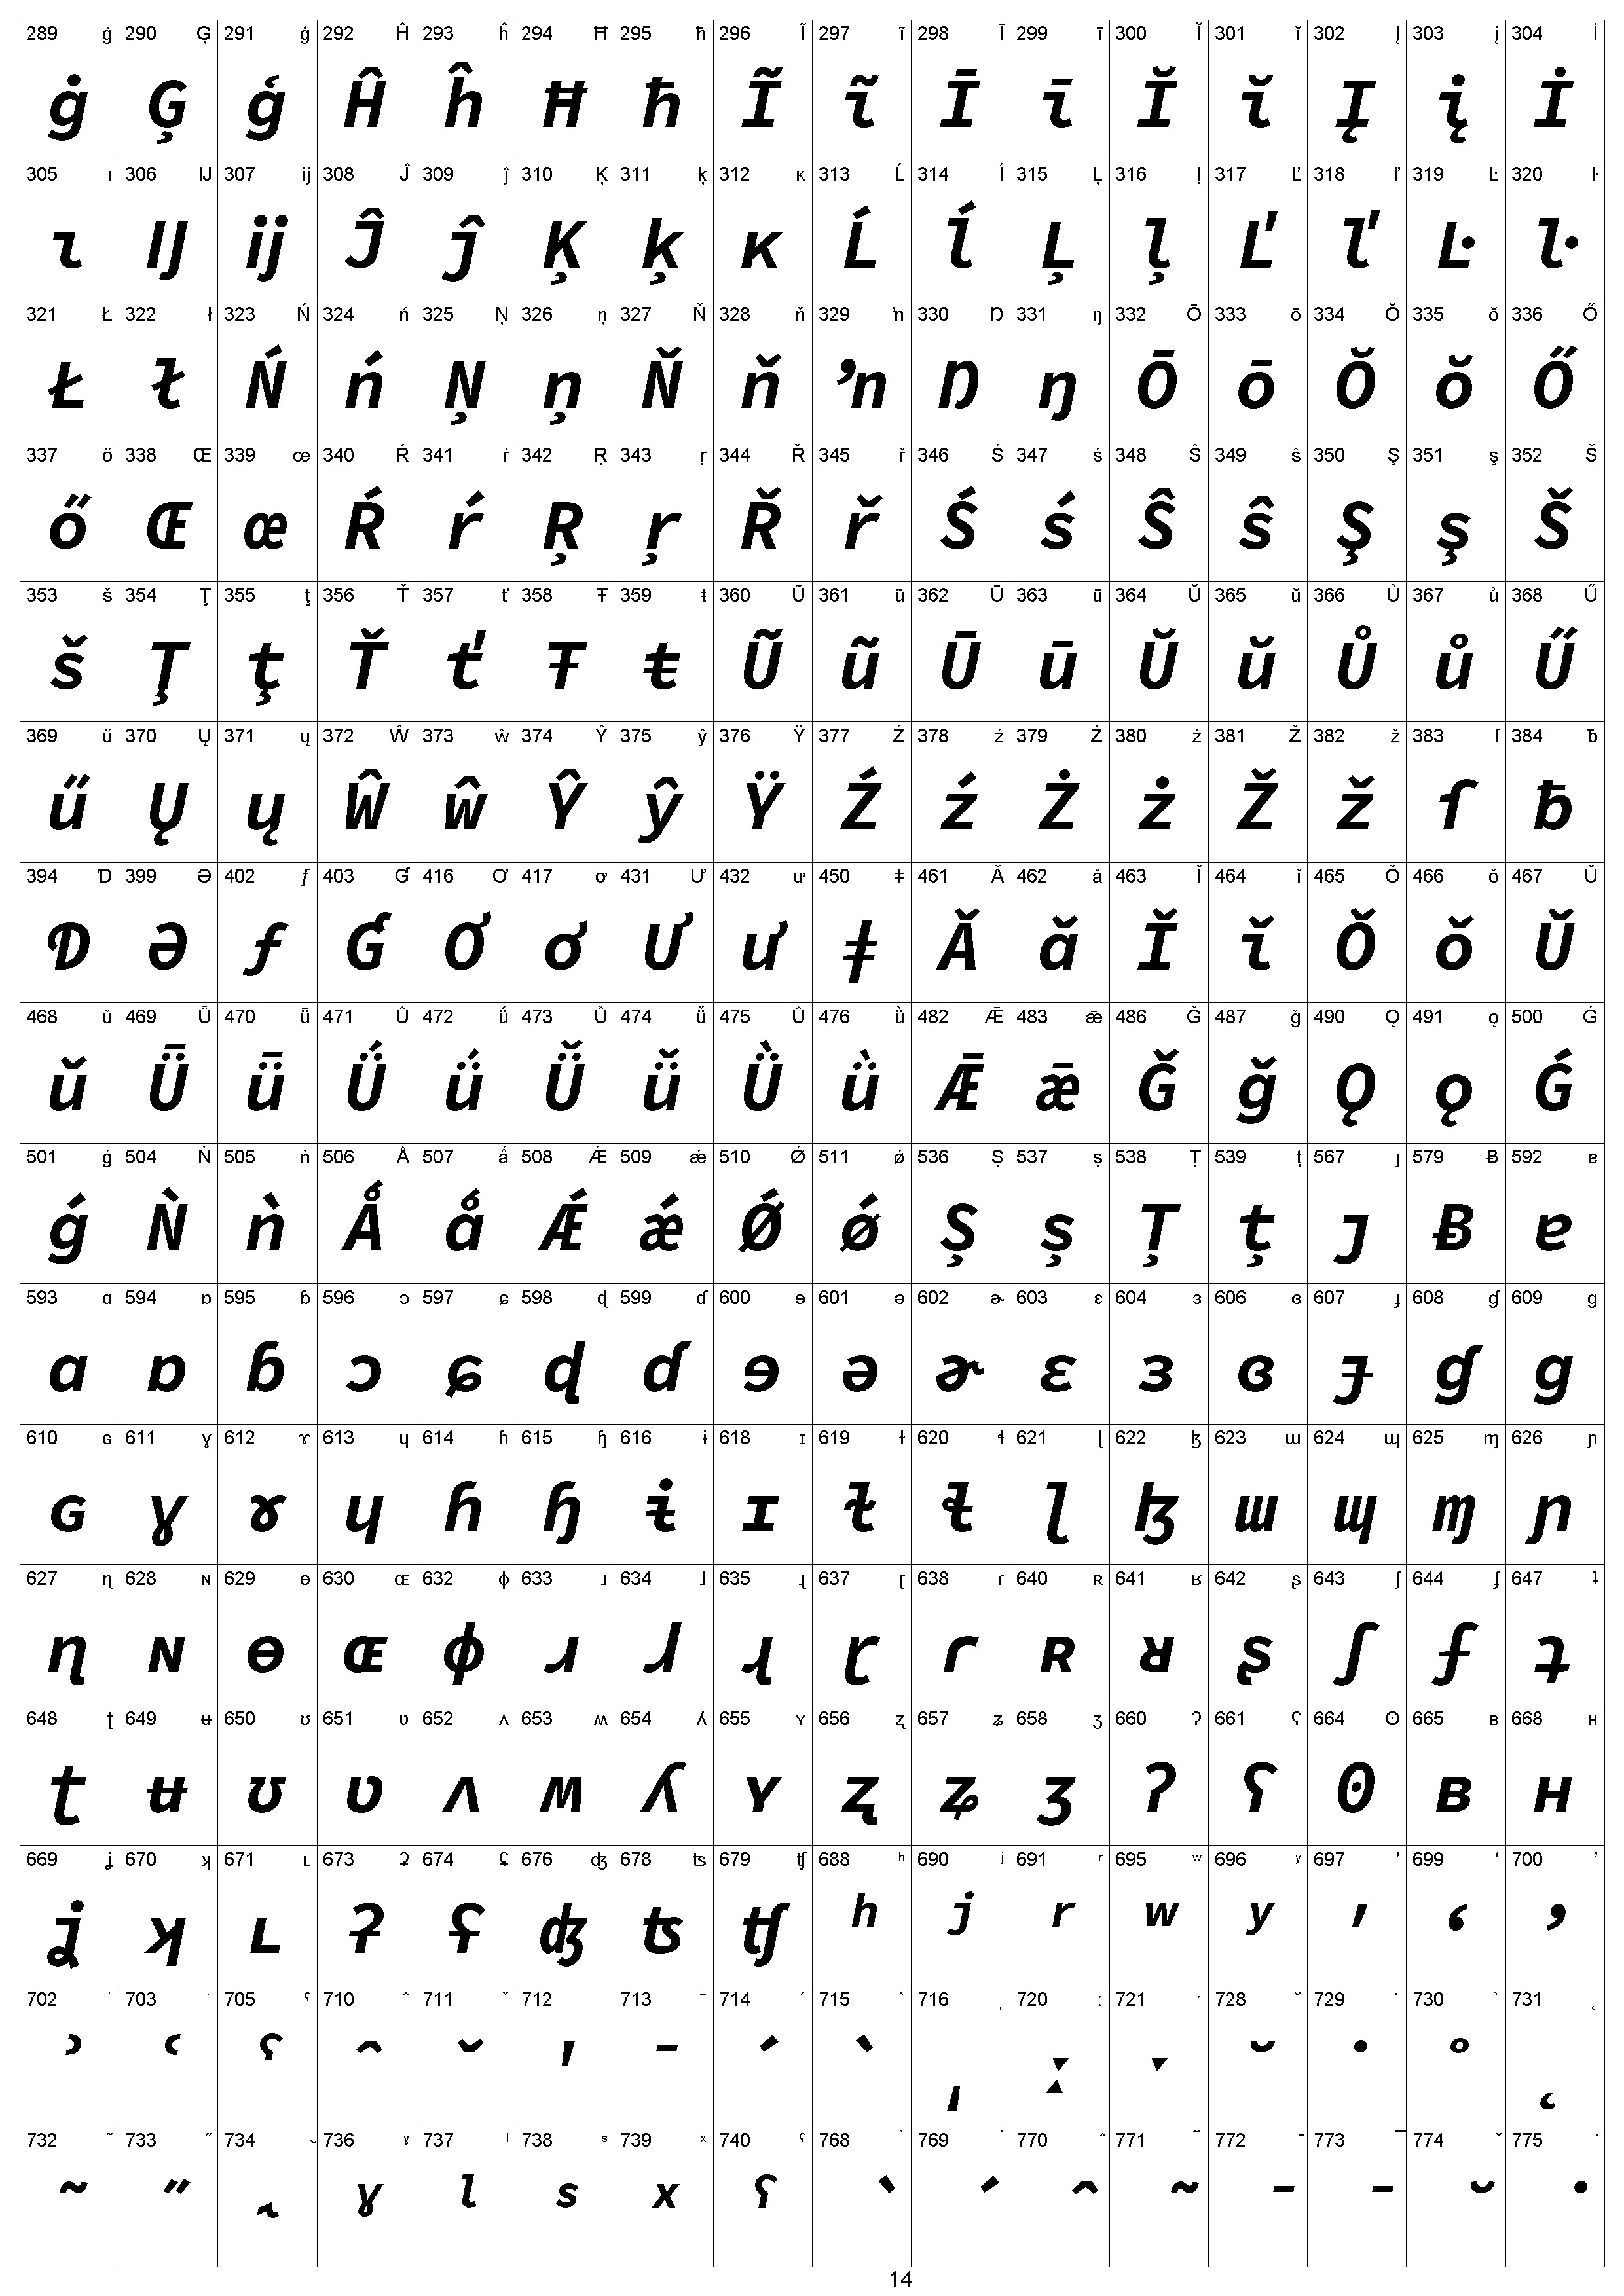 289 ġ 290 Ģ 291 ģ 292 Ĥ 293 ĥ 294 Ħ 295 ħ 296 Ĩ 297 ĩ 298 Ī 299 ī 300 Ĭ 301 ĭ 302 Į 303 į 304 İ
ġ Ģ ģ Ĥ ĥ Ħ ħ Ĩ ĩ Ī ī Ĭ ĭ Į į İ
305 ı 306 IJ 307 ij 308 Ĵ 309 ĵ 310 Ķ 311 ķ 312 ĸ 313 Ĺ 314 ĺ 315 Ļ 316 ļ 317 Ľ 318 ľ 319 Ŀ 320 ŀ
ı IJ ij Ĵ ĵ Ķ ķ ĸ Ĺ ĺ Ļ ļ Ľ ľ Ŀ ŀ
321 Ł 322 ł 323 Ń 324 ń 325 Ņ 326 ņ 327 Ň 328 ň 329 ʼn 330 Ŋ 331 ŋ 332 Ō 333 ō 334 Ŏ 335 ŏ 336 Ő
Ł ł Ń ń Ņ ņ Ň ň ʼn Ŋ ŋ Ō ō Ŏ ŏ Ő
337 ő 338 Œ 339 œ 340 Ŕ 341 ŕ 342 Ŗ 343 ŗ 344 Ř 345 ř 346 Ś 347 ś 348 Ŝ 349 ŝ 350 Ş 351 ş 352 Š
ő Œ œ Ŕ ŕ Ŗ ŗ Ř ř Ś ś Ŝ ŝ Ş ş Š
353 š 354 Ţ 355 ţ 356 Ť 357 ť 358 Ŧ 359 ŧ 360 Ũ 361 ũ 362 Ū 363 ū 364 Ŭ 365 ŭ 366 Ů 367 ů 368 Ű
š Ţ ţ Ť ť Ŧ ŧ Ũ ũ Ū ū Ŭ ŭ Ů ů Ű
369 ű 370 Ų 371 ų 372 Ŵ 373 ŵ 374 Ŷ 375 ŷ 376 Ÿ 377 Ź 378 ź 379 Ż 380 ż 381 Ž 382 ž 383 ſ 384 ƀ
ű Ų ų Ŵ ŵ Ŷ ŷ Ÿ Ź ź Ż ż Ž ž ſ ƀ
394 Ɗ 399 Ə 402 ƒ 403 Ɠ 416 Ơ 417 ơ 431 Ư 432 ư 450 ǂ 461 Ǎ 462 ǎ 463 Ǐ 464 ǐ 465 Ǒ 466 ǒ 467 Ǔ
Ɗ Ə ƒ Ɠ Ơ ơ Ư ư ǂ Ǎ ǎ Ǐ ǐ Ǒ ǒ Ǔ
468 ǔ 469 Ǖ 470 ǖ 471 Ǘ 472 ǘ 473 Ǚ 474 ǚ 475 Ǜ 476 ǜ 482 Ǣ 483 ǣ 486 Ǧ 487 ǧ 490 Ǫ 491 ǫ 500 Ǵ
ǔ Ǖ ǖ Ǘ ǘ Ǚ ǚ Ǜ ǜ Ǣ ǣ Ǧ ǧ Ǫ ǫ Ǵ
501 ǵ 504 Ǹ 505 ǹ 506 Ǻ 507 ǻ 508 Ǽ 509 ǽ 510 Ǿ 511 ǿ 536 Ș 537 ș 538 Ț 539 ț 567 ȷ 579 Ƀ 592 ɐ
ǵ Ǹ ǹ Ǻ ǻ Ǽ ǽ Ǿ ǿ Ș ș Ț ț ȷ Ƀ ɐ
593 ɑ 594 ɒ 595 ɓ 596 ɔ 597 ɕ 598 ɖ 599 ɗ 600 ɘ 601 ə 602 ɚ 603 ɛ 604 ɜ 606 ɞ 607 ɟ 608 ɠ 609 ɡ
ɑ ɒ ɓ ɔ ɕ ɖ ɗ ɘ ə ɚ ɛ ɜ ɞ ɟ ɠ ɡ
610 ɢ 611 ɣ 612 ɤ 613 ɥ 614 ɦ 615 ɧ 616 ɨ 618 ɪ 619 ɫ 620 ɬ 621 ɭ 622 ɮ 623 ɯ 624 ɰ 625 ɱ 626 ɲ
ɢ ɣ ɤ ɥ ɦ ɧ ɨ ɪ ɫ ɬ ɭ ɮ ɯ ɰ ɱ ɲ
627 ɳ 628 ɴ 629 ɵ 630 ɶ 632 ɸ 633 ɹ 634 ɺ 635 ɻ 637 ɽ 638 ɾ 640 ʀ 641 ʁ 642 ʂ 643 ʃ 644 ʄ 647 ʇ
ɳ ɴ ɵ ɶ ɸ ɹ ɺ ɻ ɽ ɾ ʀ ʁ ʂ ʃ ʄ ʇ
648 ʈ 649 ʉ 650 ʊ 651 ʋ 652 ʌ 653 ʍ 654 ʎ 655 ʏ 656 ʐ 657 ʑ 658 ʒ 660 ʔ 661 ʕ 664 ʘ 665 ʙ 668 ʜ
ʈ ʉ ʊ ʋ ʌ ʍ ʎ ʏ ʐ ʑ ʒ ʔ ʕ ʘ ʙ ʜ
669 ʝ 670 ʞ 671 ʟ 673 ʡ 674 ʢ 676 ʤ 678 ʦ 679 ʧ 688 ʰ 690 ʲ 691 ʳ 695 ʷ 696 ʸ 697 ʹ 699 ʻ 700 ʼ
ʝ ʞ ʟ ʡ ʢ ʤ ʦ ʧ ʰ ʲ ʳ ʷ ʸ ʹ ʻ ʼ
702 ʾ 703 ʿ 705 ˁ 710 ˆ 711 ˇ 712 ˈ 713 ˉ 714 ˊ 715 ˋ 716 ˌ 720 ː 721 ˑ 728 ˘ 729 ˙ 730 ˚ 731 ˛
ʾ ʿ ˁ ˆ ˇ ˈ ˉ ˊ ˋ ˌ ː ˑ ˘ ˙ ˚ ˛
732 ˜ 733 ˝ 734 ˞ 736 ˠ 737 ˡ 738 ˢ 739 ˣ 740 ˤ 768 ̀ 769 ́ 770 ̂ 771 ̃ 772 ̄ 773 ̅ 774 ̆ 775 ̇
˜ ˝ ˞ ˠ ˡ ˢ ˣ ˤ ̀ ́ ̂ ̃ ̄ ̅ ̆ ̇
14